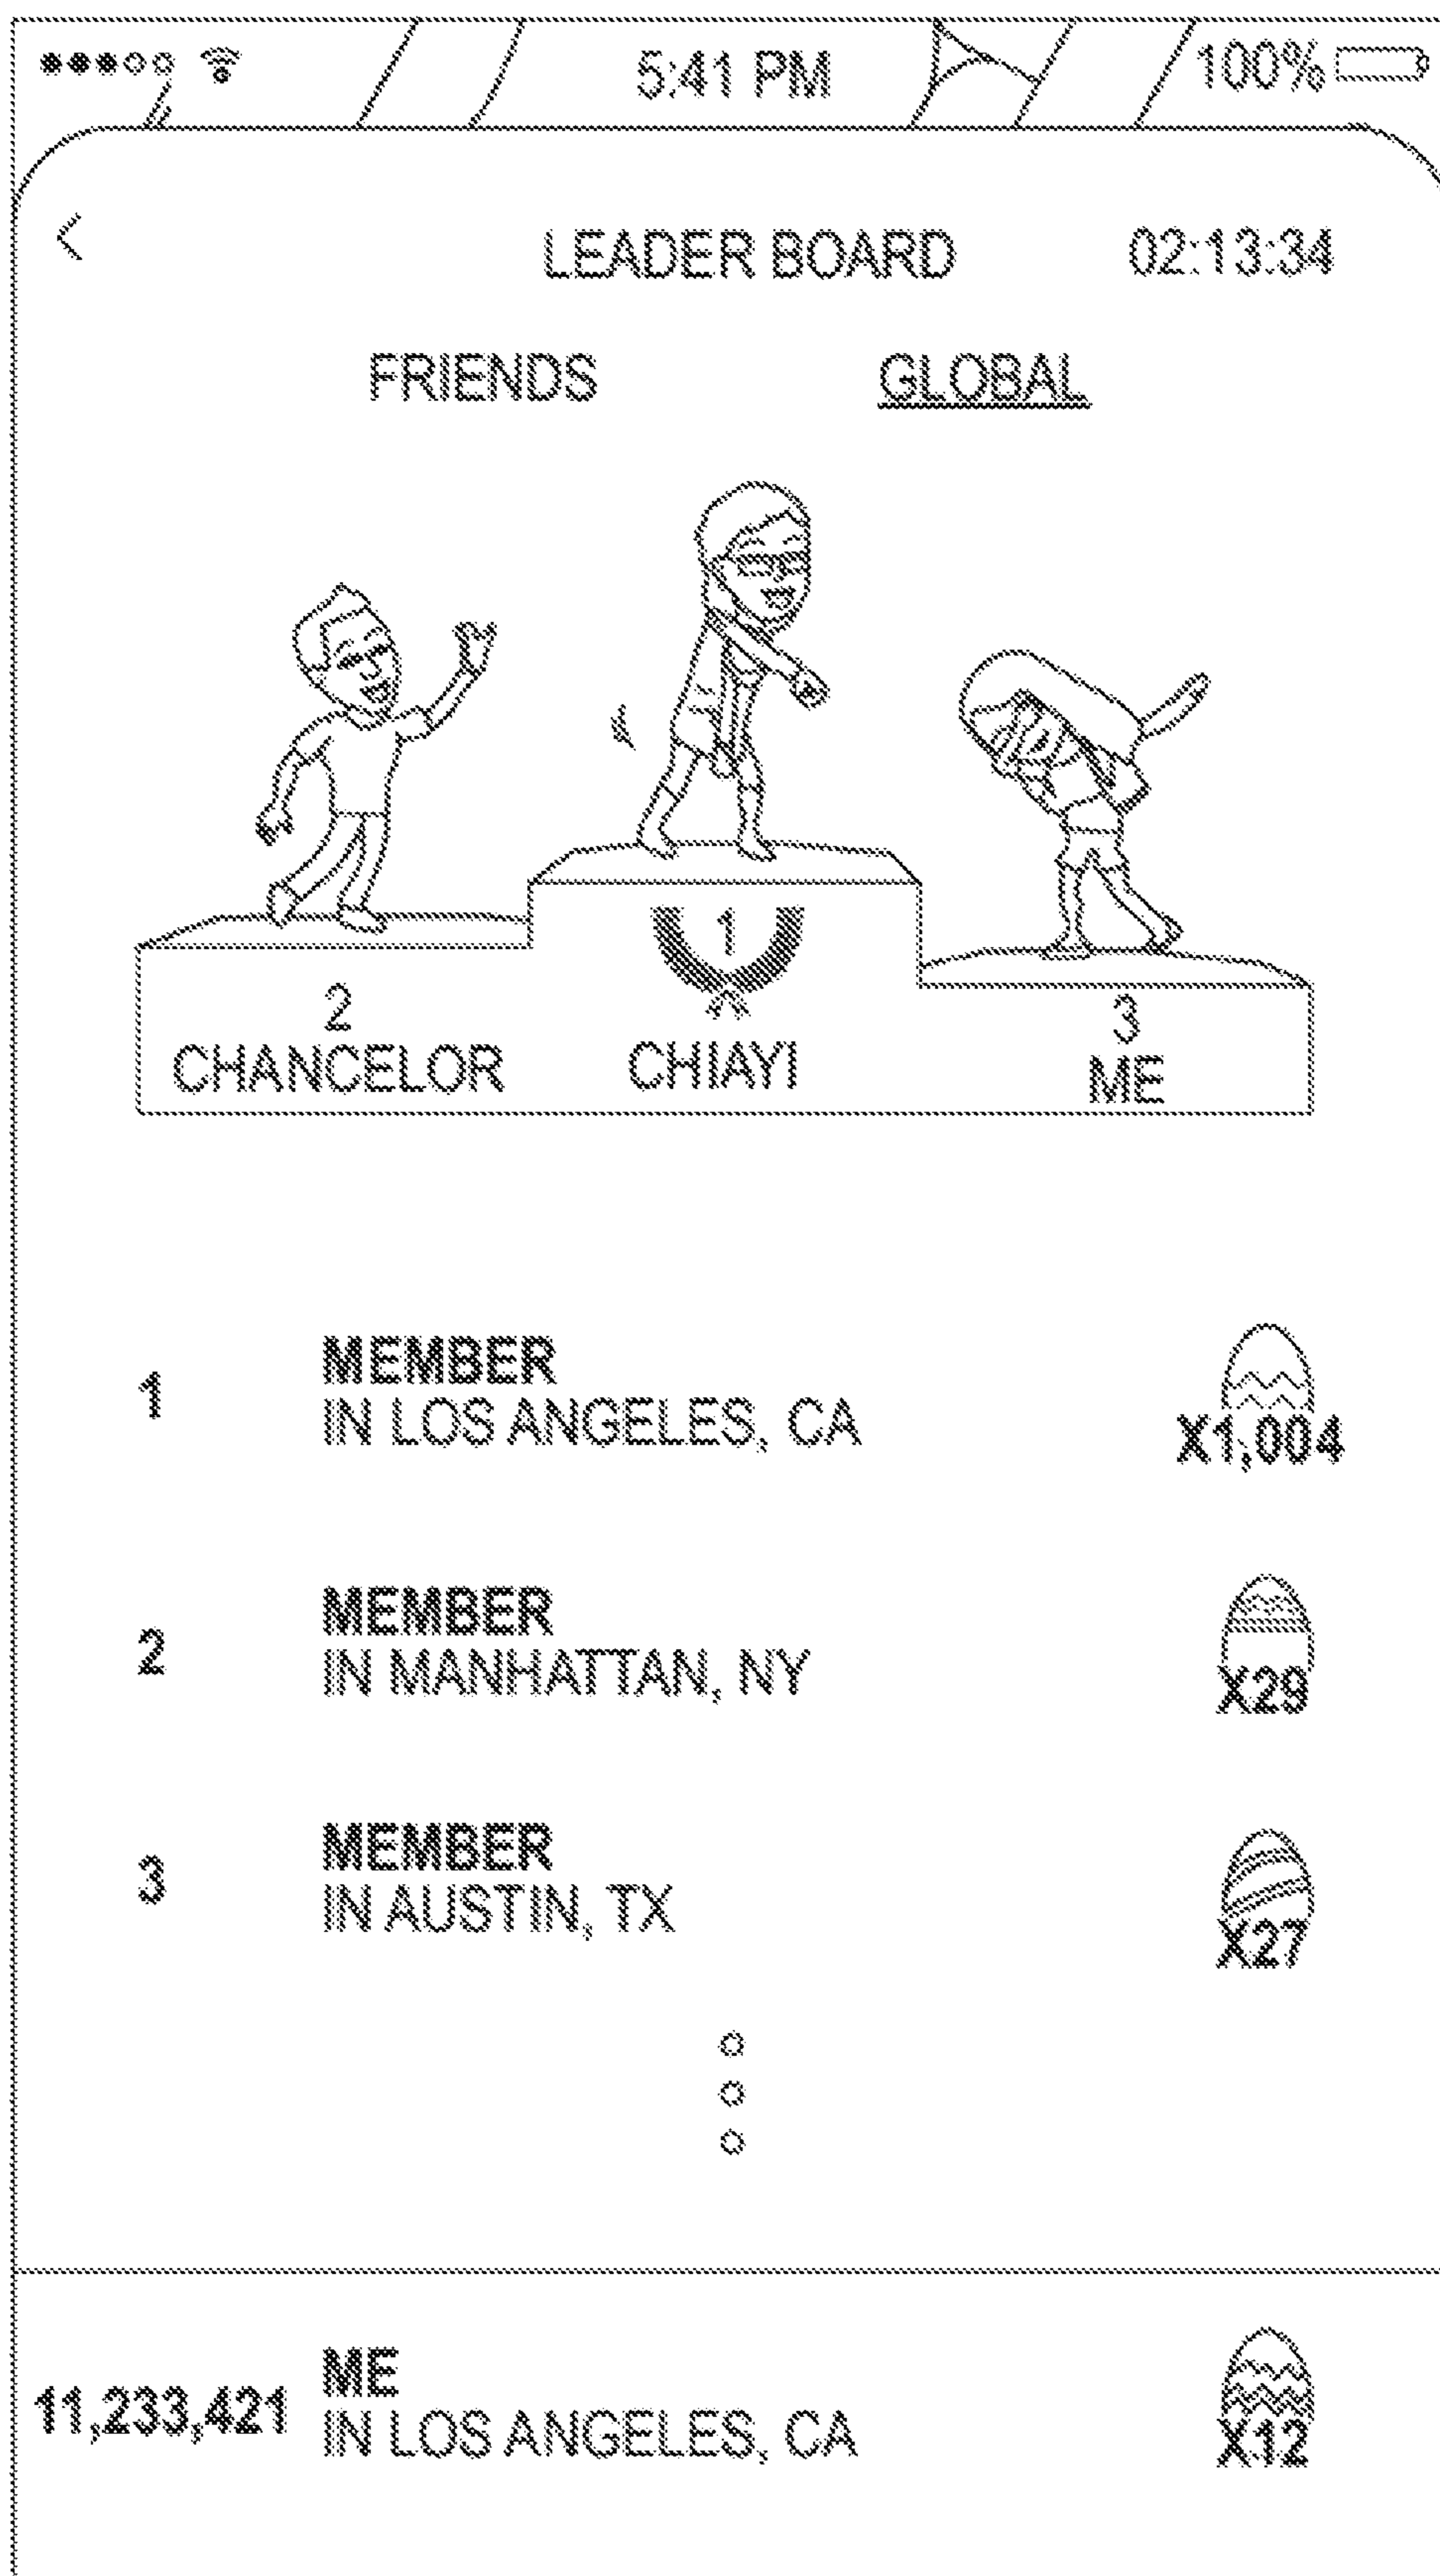 5:41 PM
100%
<
LEADER BOARD
02:13:34
FRIENDS
GLOBAL
1
2
3
CHANCELOR
CHIAYI
ME
1
MEMBER
IN LOS ANGELES, CA
X1,004
2
MEMBER
IN MANHATTAN, NY
X29
3
MEMBER
IN AUSTIN, TX
X27
11,233,421
ME
IN LOS ANGELES, CA
X12